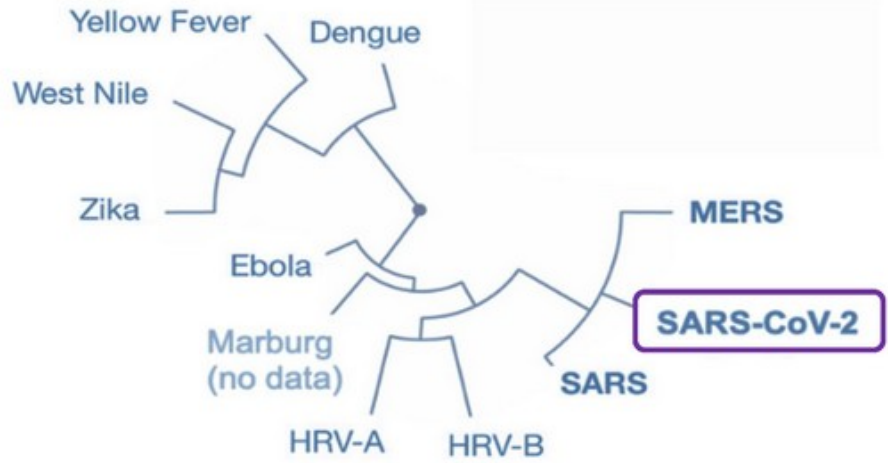 Yellow Fever
Dengue
West Nile
Zika
MERS
Ebola
SARS-CoV-2
Marburg
(no data)
SARS
HRV-A
HRV-B